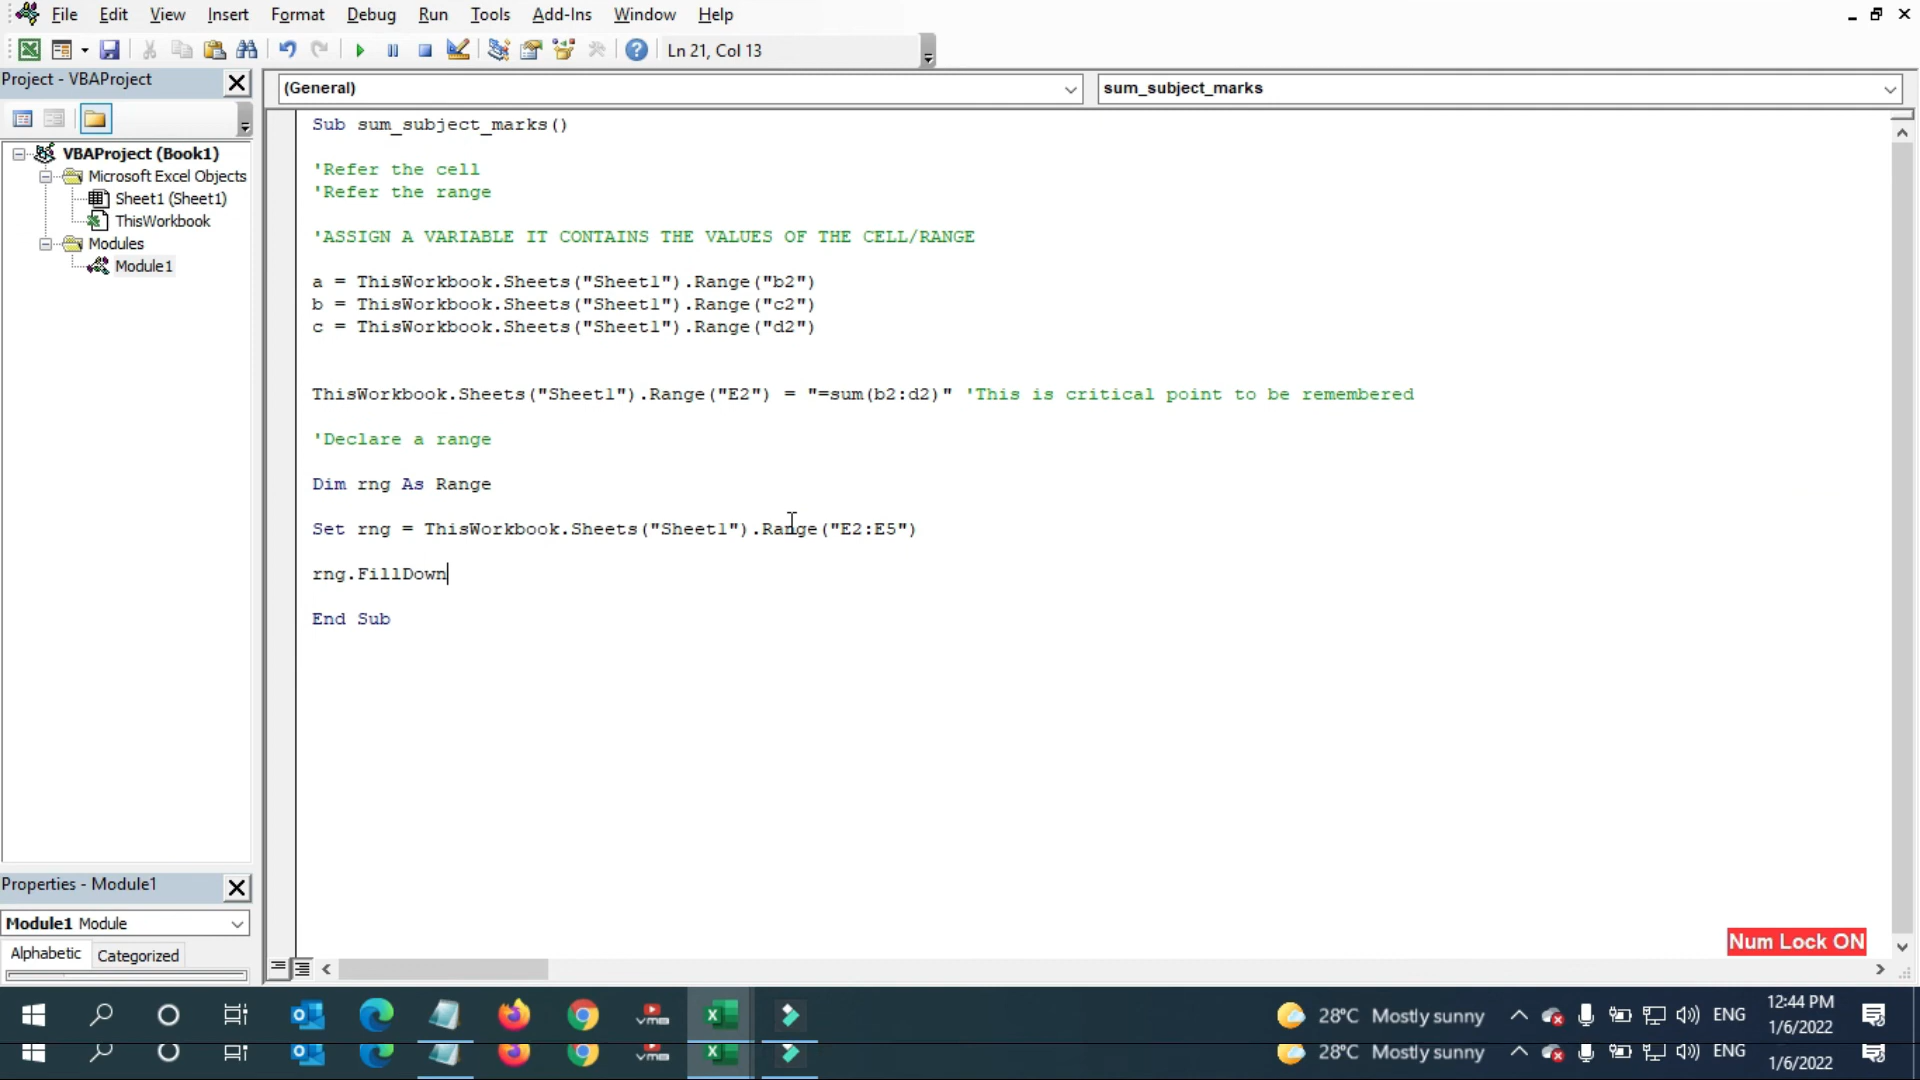 File Edit View Insert Format Debug Run Tools Add-Ins Window Help
Ln 21, Col 13
Project - VBAProject
(General)
sum_subject_marks
VBAProject (Book1)
Microsoft Excel Objects
Sheet1 (Sheet1)
ThisWorkbook
Modules
Module1
Sub sum_subject_marks()
'Refer the cell
'Refer the range
'ASSIGN A VARIABLE IT CONTAINS THE VALUES OF THE CELL/RANGE
a = ThisWorkbook.Sheets("Sheet1").Range("b2")
b = ThisWorkbook.Sheets("Sheet1").Range("c2")
c = ThisWorkbook.Sheets("Sheet1").Range("d2")
ThisWorkbook.Sheets("Sheet1").Range("E2") = "=sum(b2:d2)" 'This is critical point to be remembered
'Declare a range
Dim rng As Range
Set rng = ThisWorkbook.Sheets("Sheet1").Range("E2:E5")
rng.FillDown
End Sub
Properties - Module1
Module1 Module
Alphabetic Categorized
Num Lock ON
28°C Mostly sunny
ENG
12:44 PM
1/6/2022
28°C Mostly sunny
ENG
1/6/2022